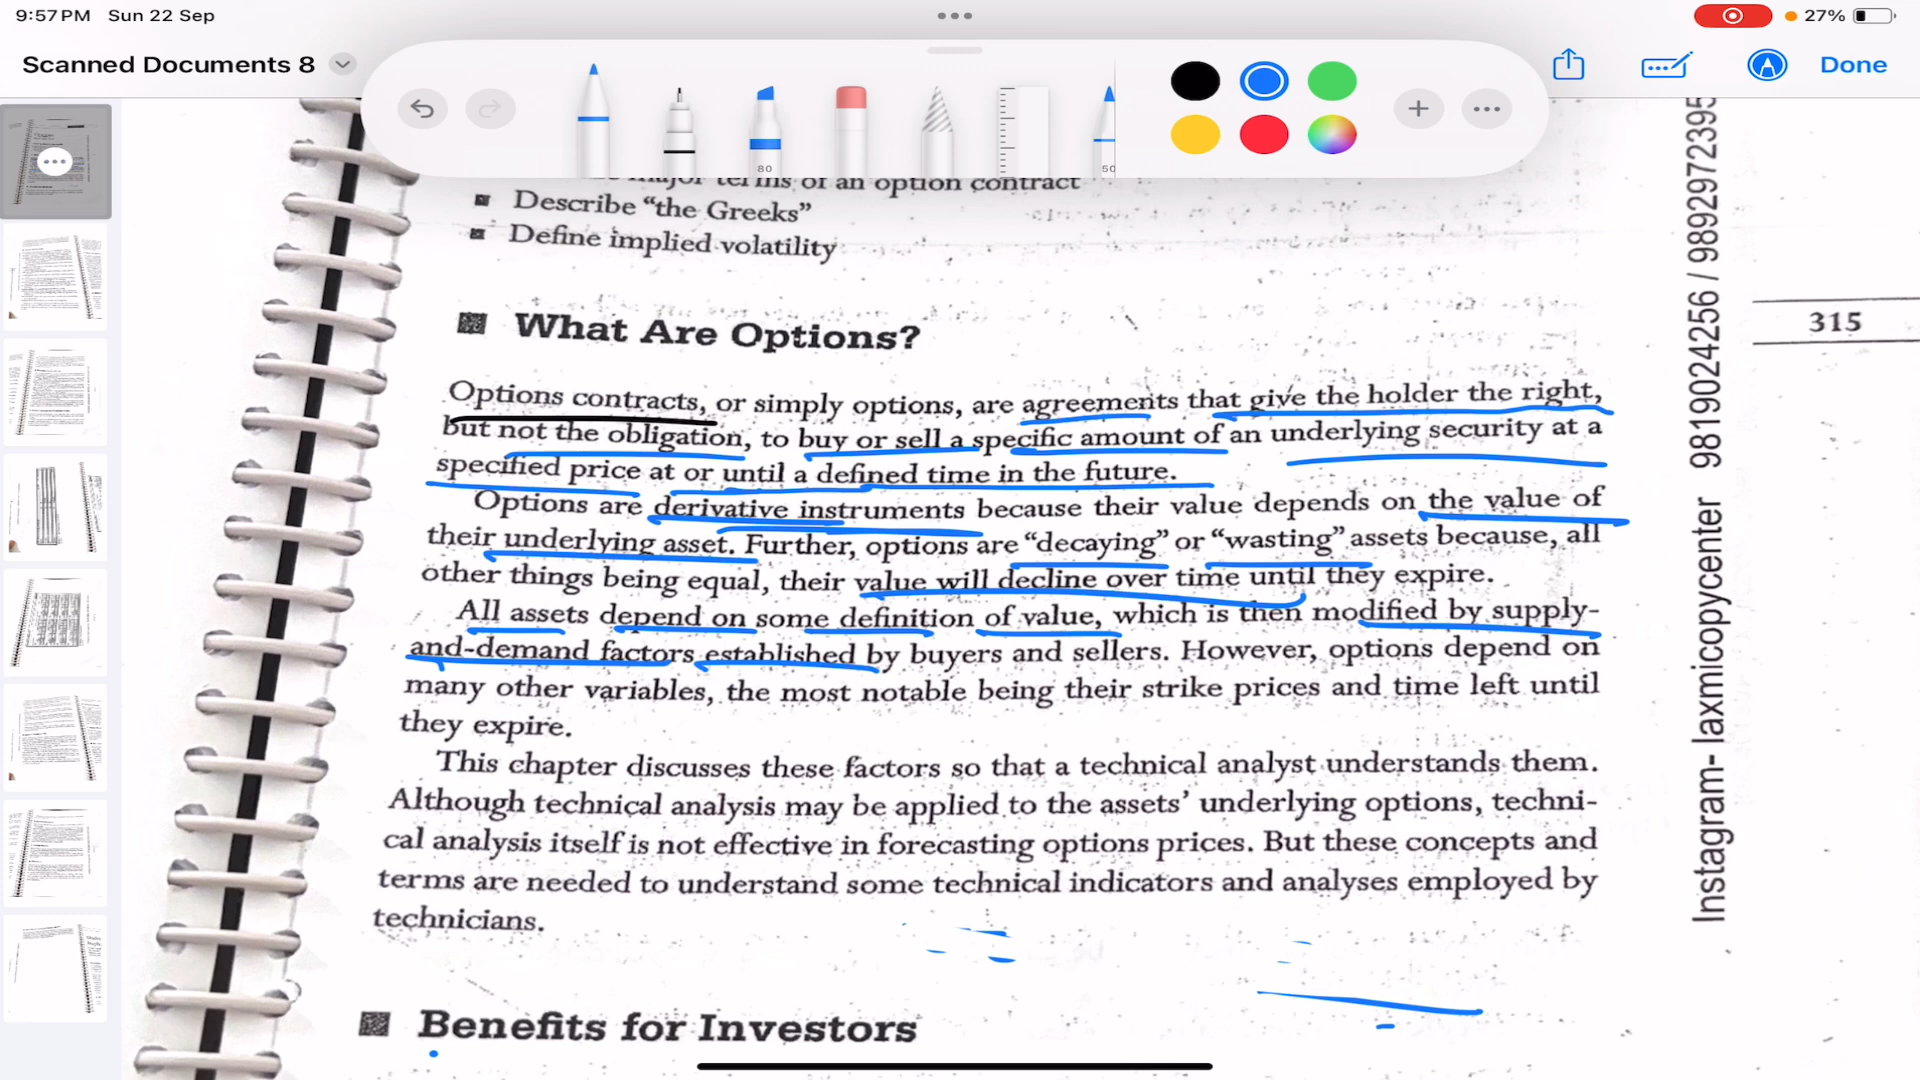 9:57 PM Sun 22 Sep
27%
Scanned Documents 8
Done
80
50
major terms of an option contract
Describe “the Greeks”
Define implied volatility
What Are Options?
Options contracts, or simply options, are agreements that give the holder the right,
but not the obligation, to buy or sell a specific amount of an underlying security at a
specified price at or until a defined time in the future.
Options are derivative instruments because their value depends on the value of
their underlying asset. Further, options are “decaying” or “wasting” assets because, all
other things being equal, their value will decline over time until they expire.
All assets depend on some definition of value, which is then modified by supply-
and-demand factors established by buyers and sellers. However, options depend on
many other variables, the most notable being their strike prices and time left until
they expire.
This chapter discusses these factors so that a technical analyst understands them.
Although technical analysis may be applied to the assets’ underlying options, techni-
cal analysis itself is not effective in forecasting options prices. But these concepts and
terms are needed to understand some technical indicators and analyses employed by
technicians.
Benefits for Investors
315
Instagram- laxmicopycenter 9819024256 / 9892972395